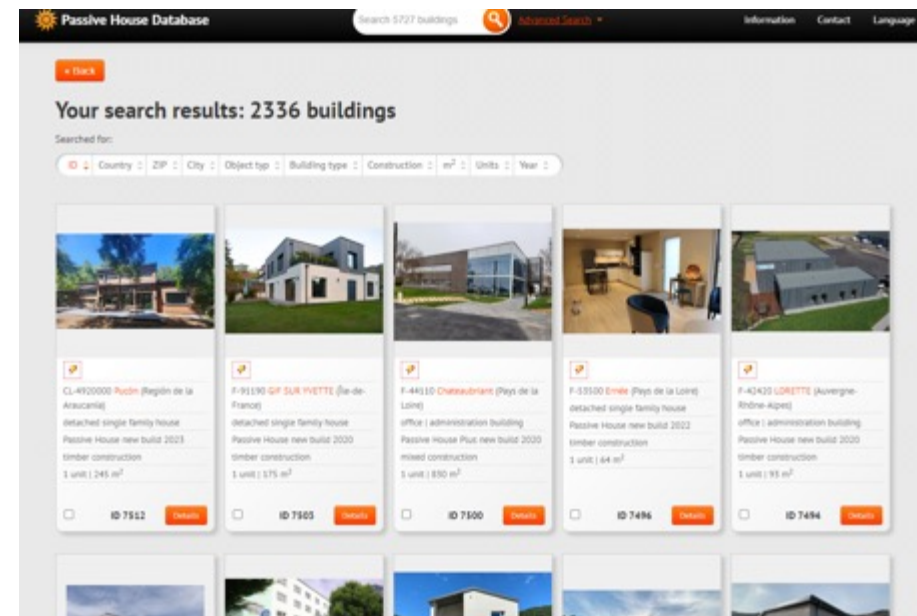 Passive House Database
Search 5727 buildings
Advanced Search
Information Contact Language
« Back
Your search results: 2336 buildings
Searched for:
ID Country ZIP City Object typ Building type Construction m² Units Year
CL-4920000 Pucón (Región de la
Araucanía)
detached single family house
Passive House new build 2023
timber construction
1 unit | 245 m²
ID 7512 Details
F-91190 GIF SUR YVETTE (Île-de-
France)
detached single family house
Passive House new build 2020
timber construction
1 unit | 175 m²
ID 7503 Details
F-44110 Chateaubriant (Pays de la
Loire)
office | administration building
Passive House Plus new build 2020
mixed construction
1 unit | 830 m²
ID 7500 Details
F-53500 Ernée (Pays de la Loire)
detached single family house
Passive House new build 2022
timber construction
1 unit | 64 m²
ID 7496 Details
F-42420 LORETTE (Auvergne-
Rhône-Alpes)
office | administration building
Passive House new build 2020
timber construction
1 unit | 93 m²
ID 7494 Details